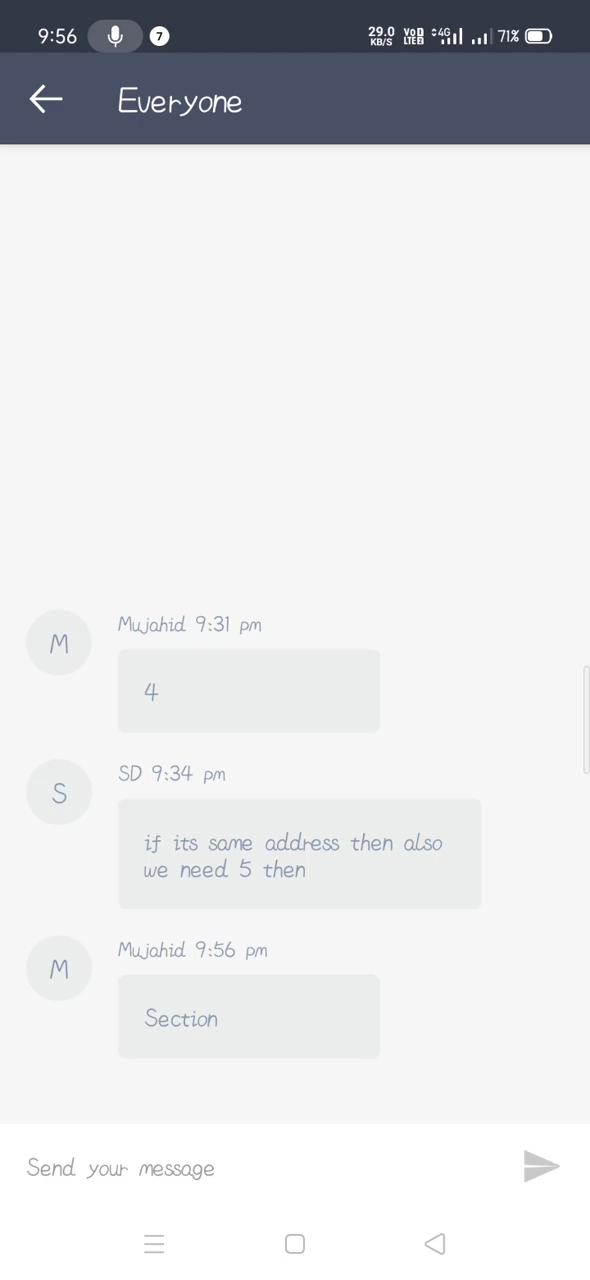 9:56 7 29.0 KB/S VoD LTE2 4G 71%
Everyone
Mujahid 9:31 pm
M
4
SD 9:34 pm
S
if its same address then also
we need 5 then
Mujahid 9:56 pm
M
Section
Send your message